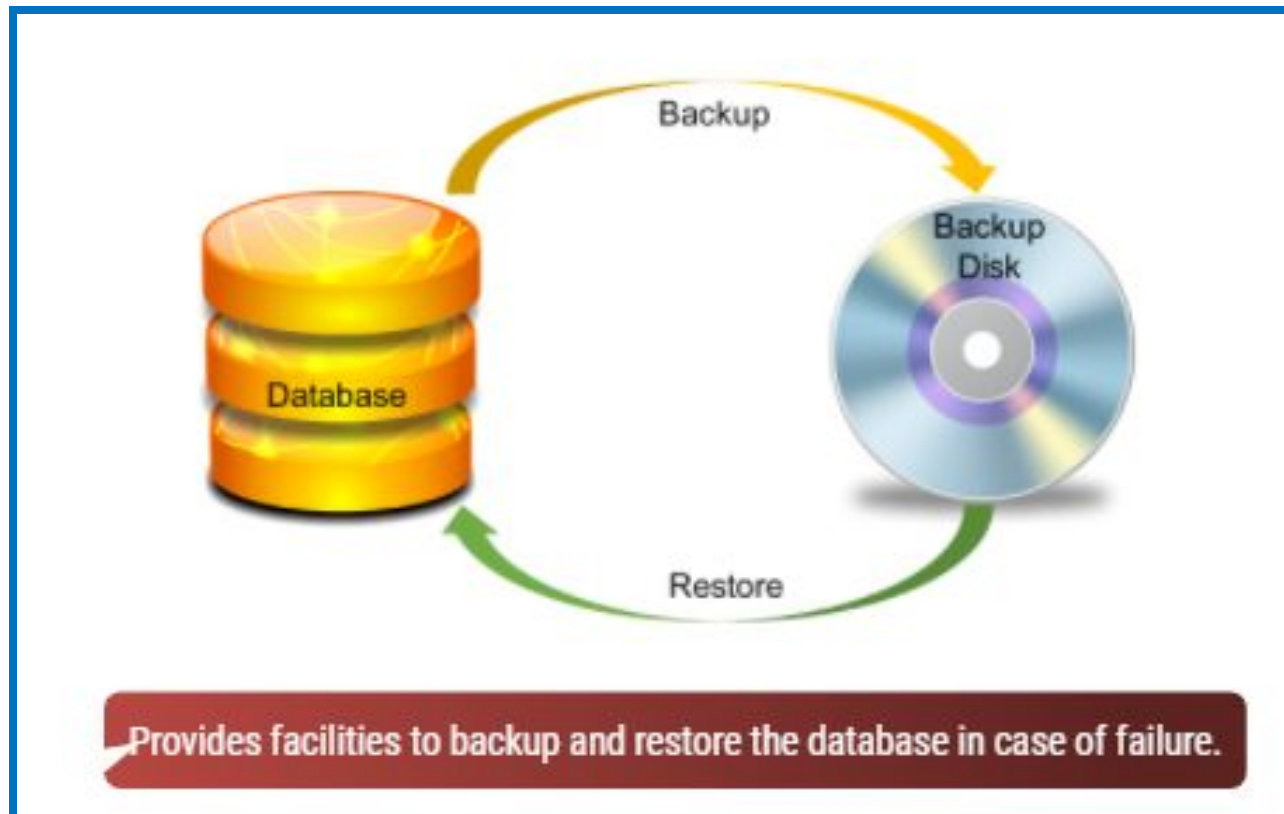 Backup
Backup
Disk
Database
Restore
Provides facilities to backup and restore the database in case of failure.